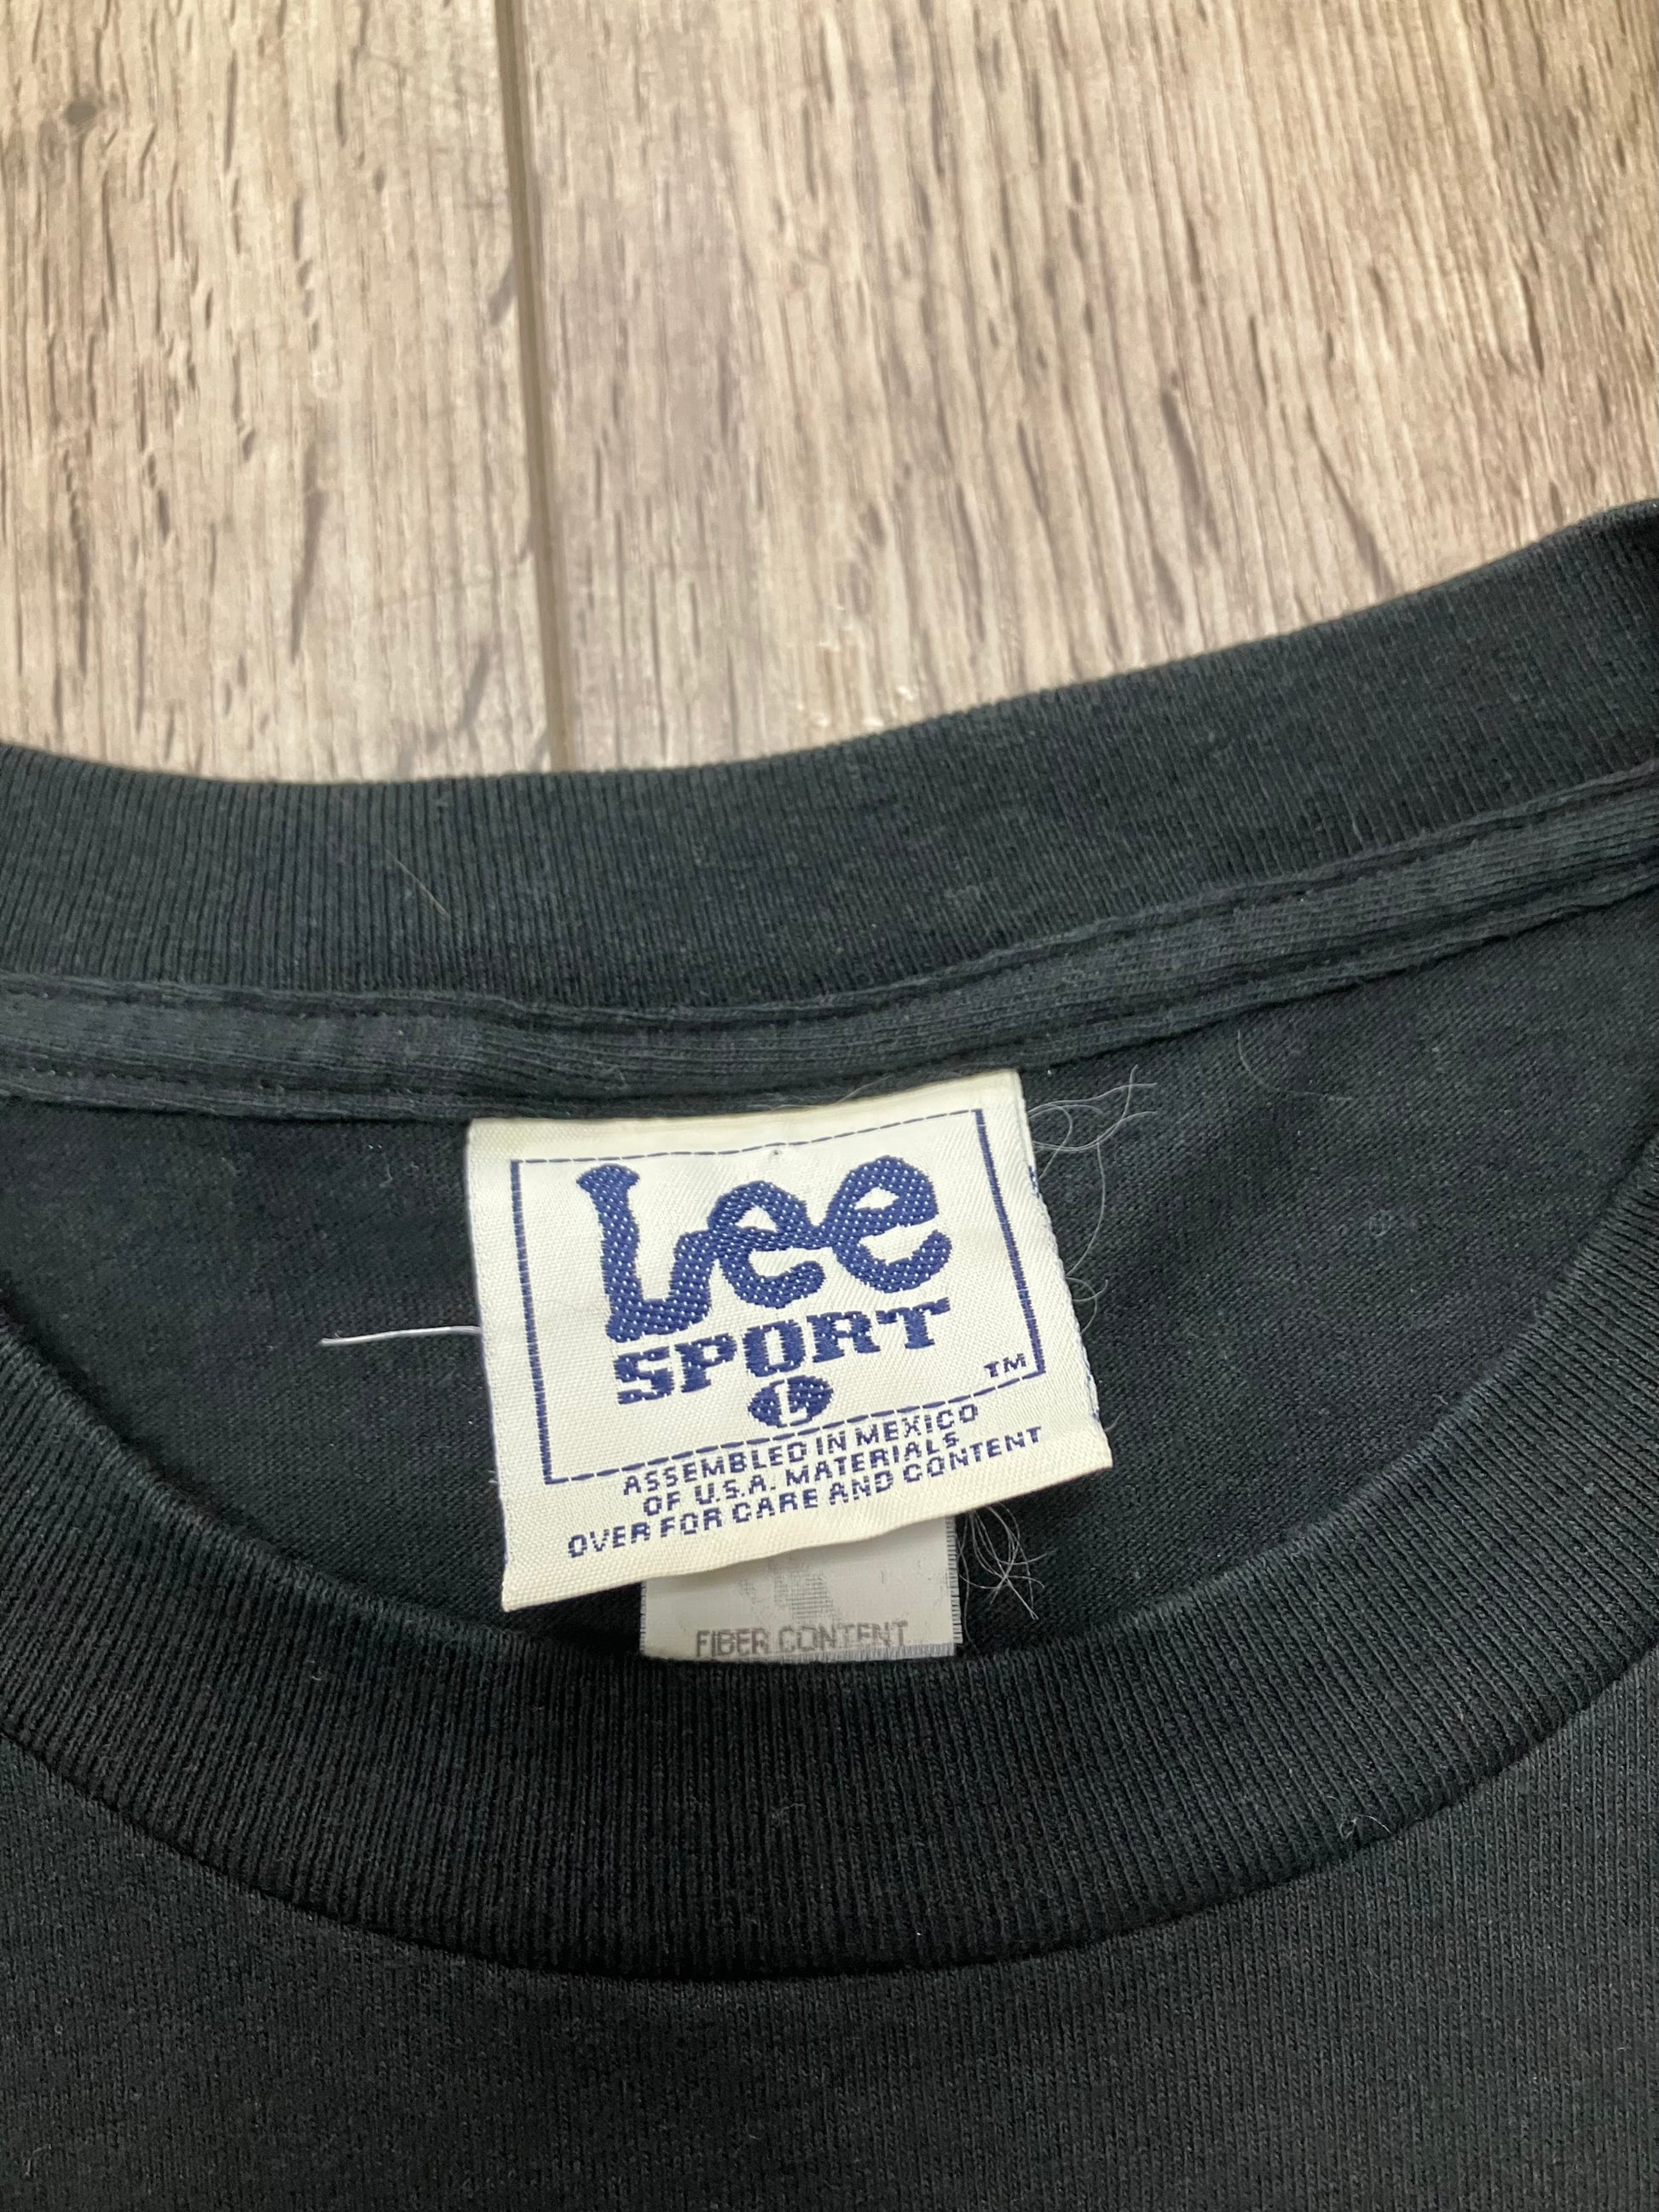 Lee
SPORT
TM
L
ASSEMBLED IN MEXICO
OF U.S.A. MATERIALS
OVER FOR CARE AND CONTENT
FIBER CONTENT